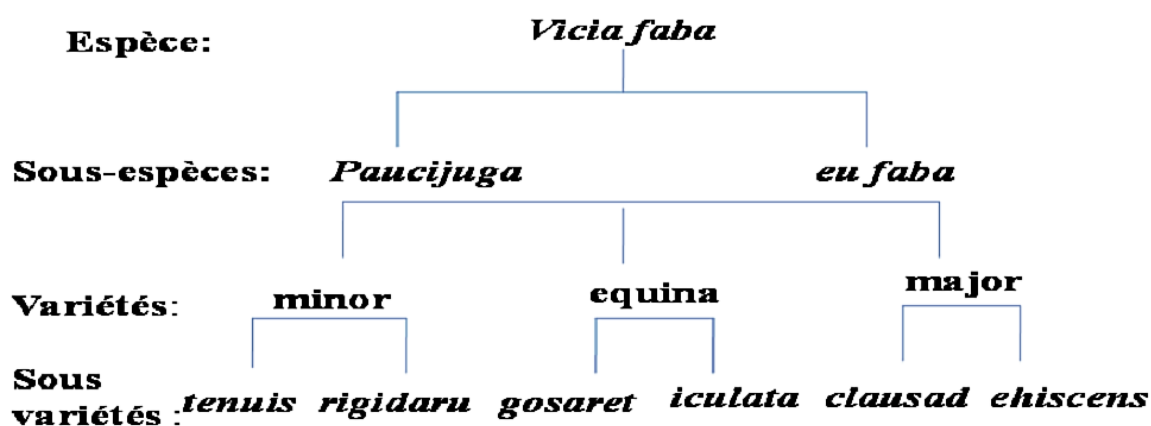 Espèce: Vicia faba
Sous-espèces: Paucijuga eu faba
Variétés: minor equina major
Sous
variétés : tenuis rigidaru gosaret iculata clausad ehiscens